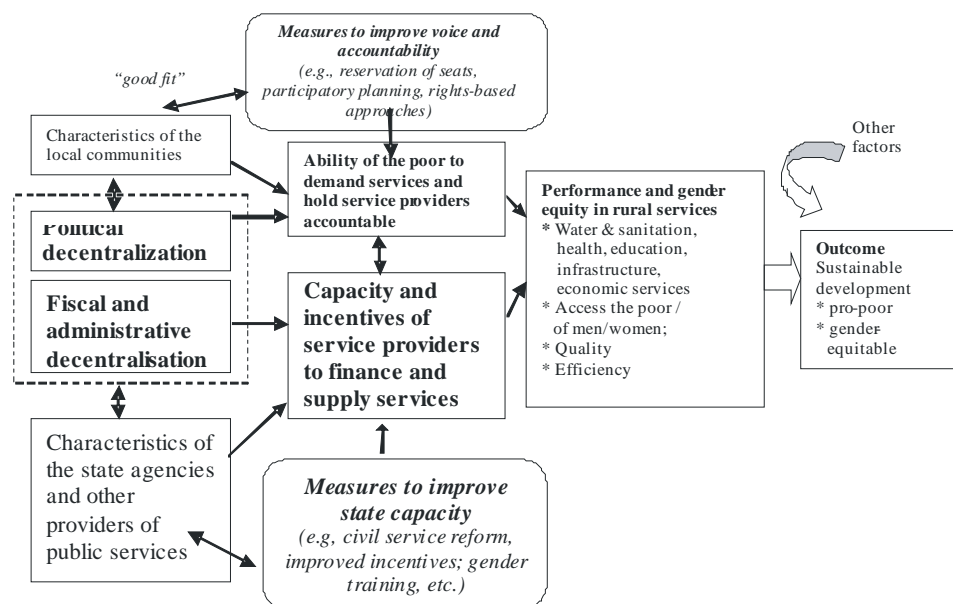 Measures to improve voice and
accountability
(e.g., reservation of seats,
participatory planning, rights-based
approaches)
“good fit”
Characteristics of the
local communities
Ability of the poor to
demand services and
hold service providers
accountable
Political
decentralization
Fiscal and
administrative
decentralisation
Capacity and
incentives of
service providers
to finance and
supply services
Characteristics of
the state agencies
and other
providers of
public services
Measures to improve
state capacity
(e.g, civil service reform,
improved incentives; gender
training, etc.)
Performance and gender
equity in rural services
* Water & sanitation,
health, education,
infrastructure,
economic services
* Access the poor /
of men/women;
* Quality
* Efficiency
Other
factors
Outcome
Sustainable
development
* pro-poor
* gender-
equitable